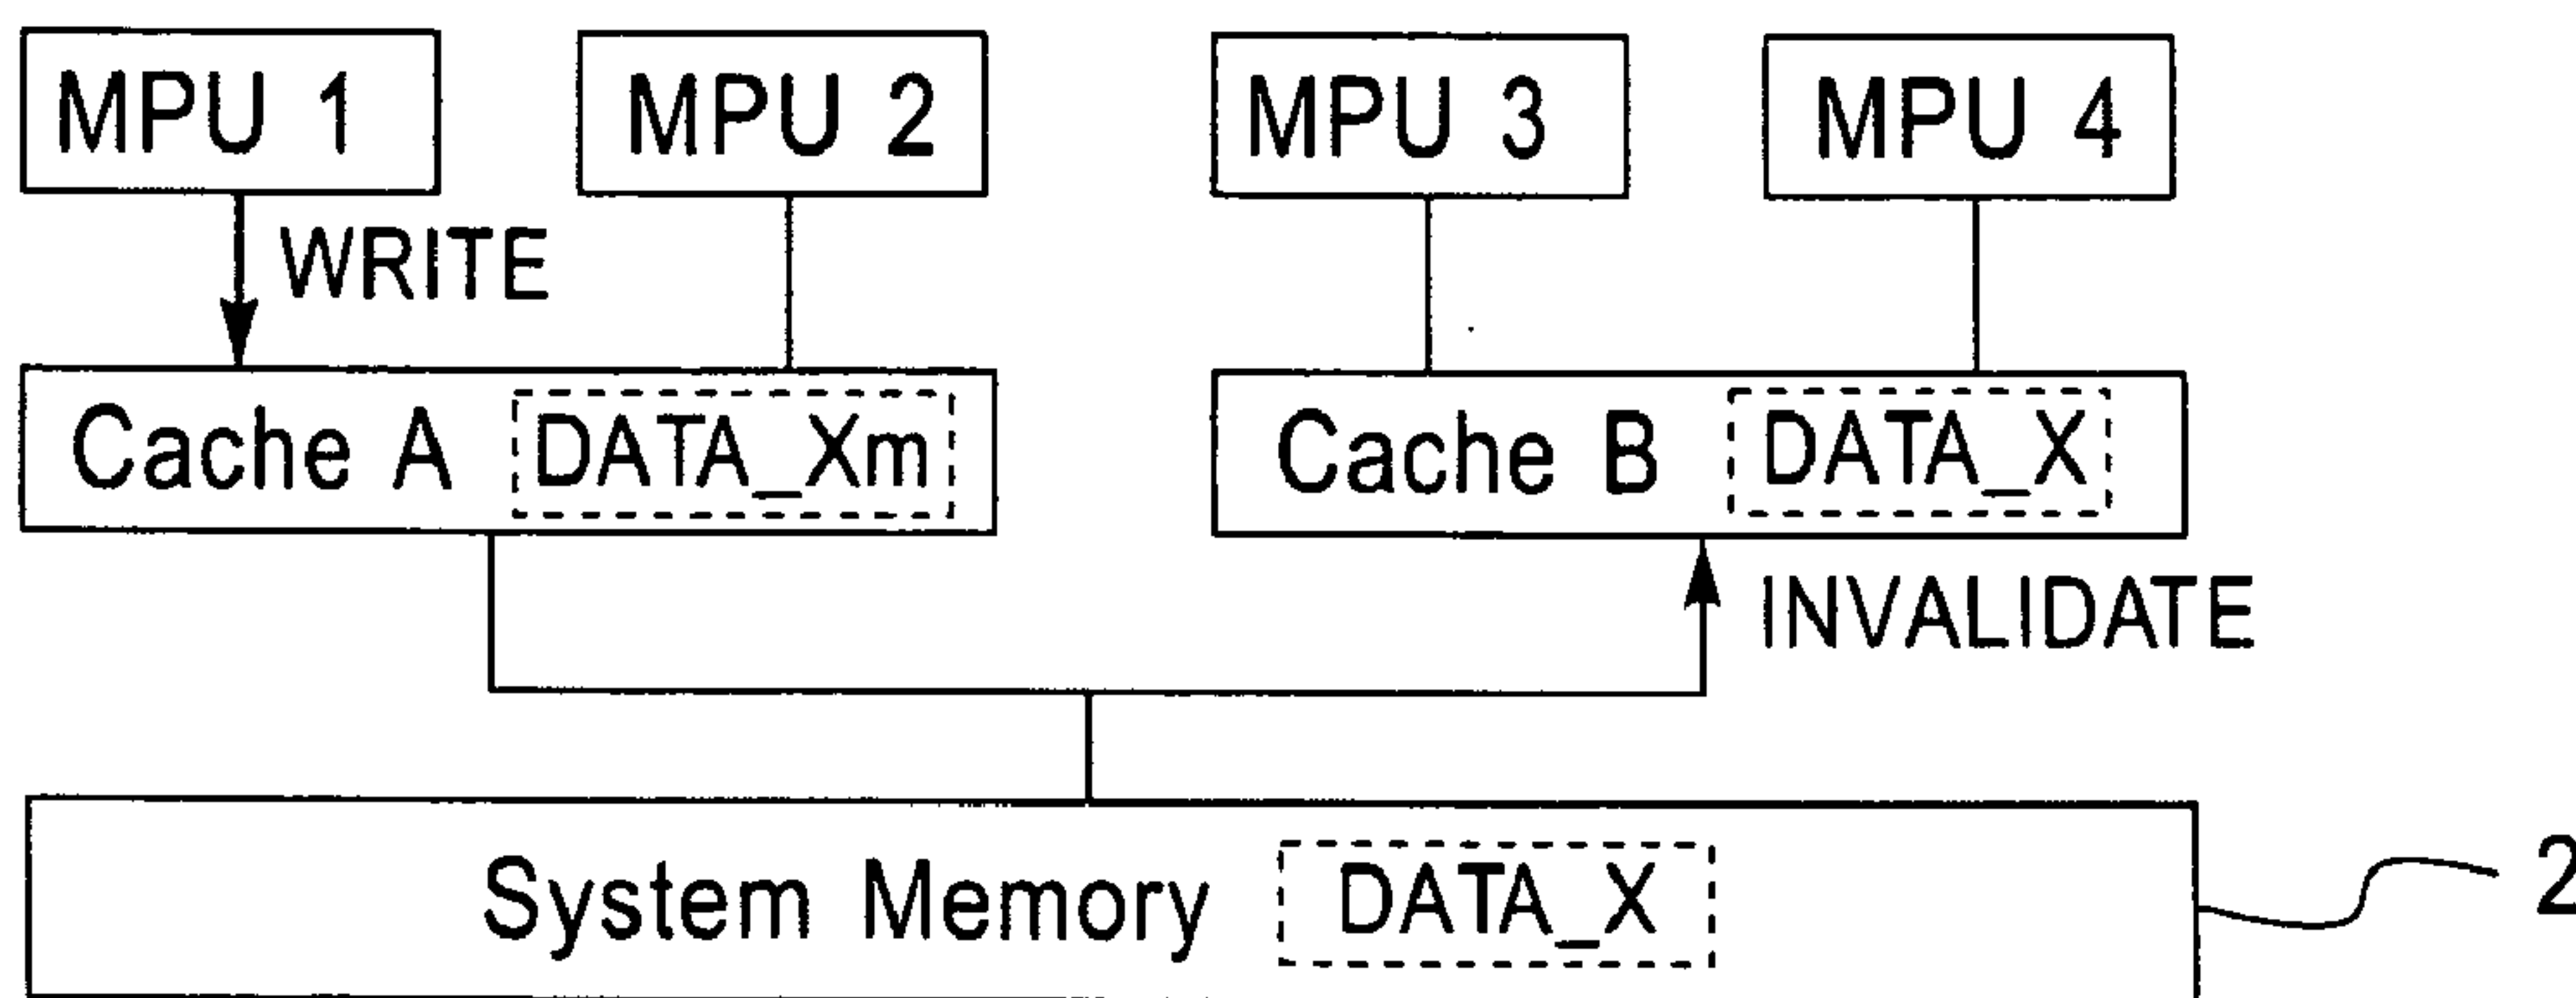 MPU 1 MPU 2 MPU 3 MPU 4
WRITE
Cache A DATA_Xm Cache B DATA_X
INVALIDATE
System Memory DATA_X 2